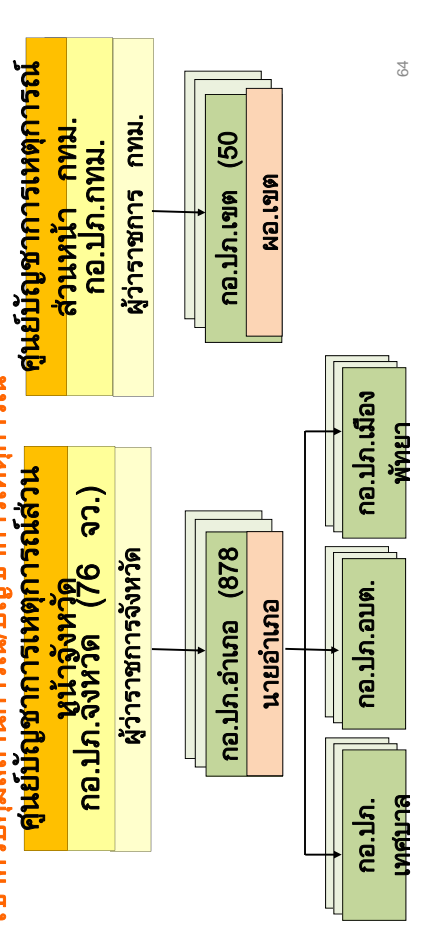 ศูนย์บัญชาการเหตุการณ์ส่วน
หน้าจังหวัด
กอ.ปภ.จังหวัด (76 จว.)
ผู้ว่าราชการจังหวัด
กอ.ปภ.อำเภอ (878
นายอำเภอ
กอ.ปภ.
เทศบาล
กอ.ปภ.อบต.
กอ.ปภ.เมือง
พัทยา
ศูนย์บัญชาการเหตุการณ์
ส่วนหน้า กทม.
กอ.ปภ.กทม.
ผู้ว่าราชการ กทม.
กอ.ปภ.เขต (50
ผอ.เขต
64